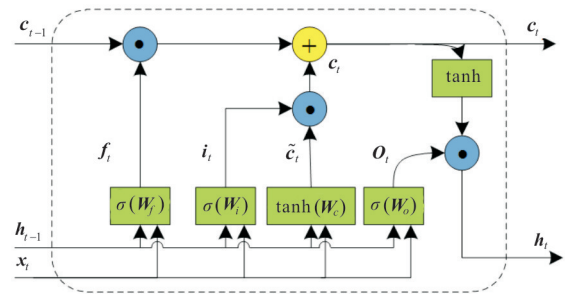 c_{t-1} c_t
+
c_t
tanh
f_t i_t c̃_t O_t
σ(W_f) σ(W_i) tanh(W_c) σ(W_o)
h_{t-1}
x_t
h_t